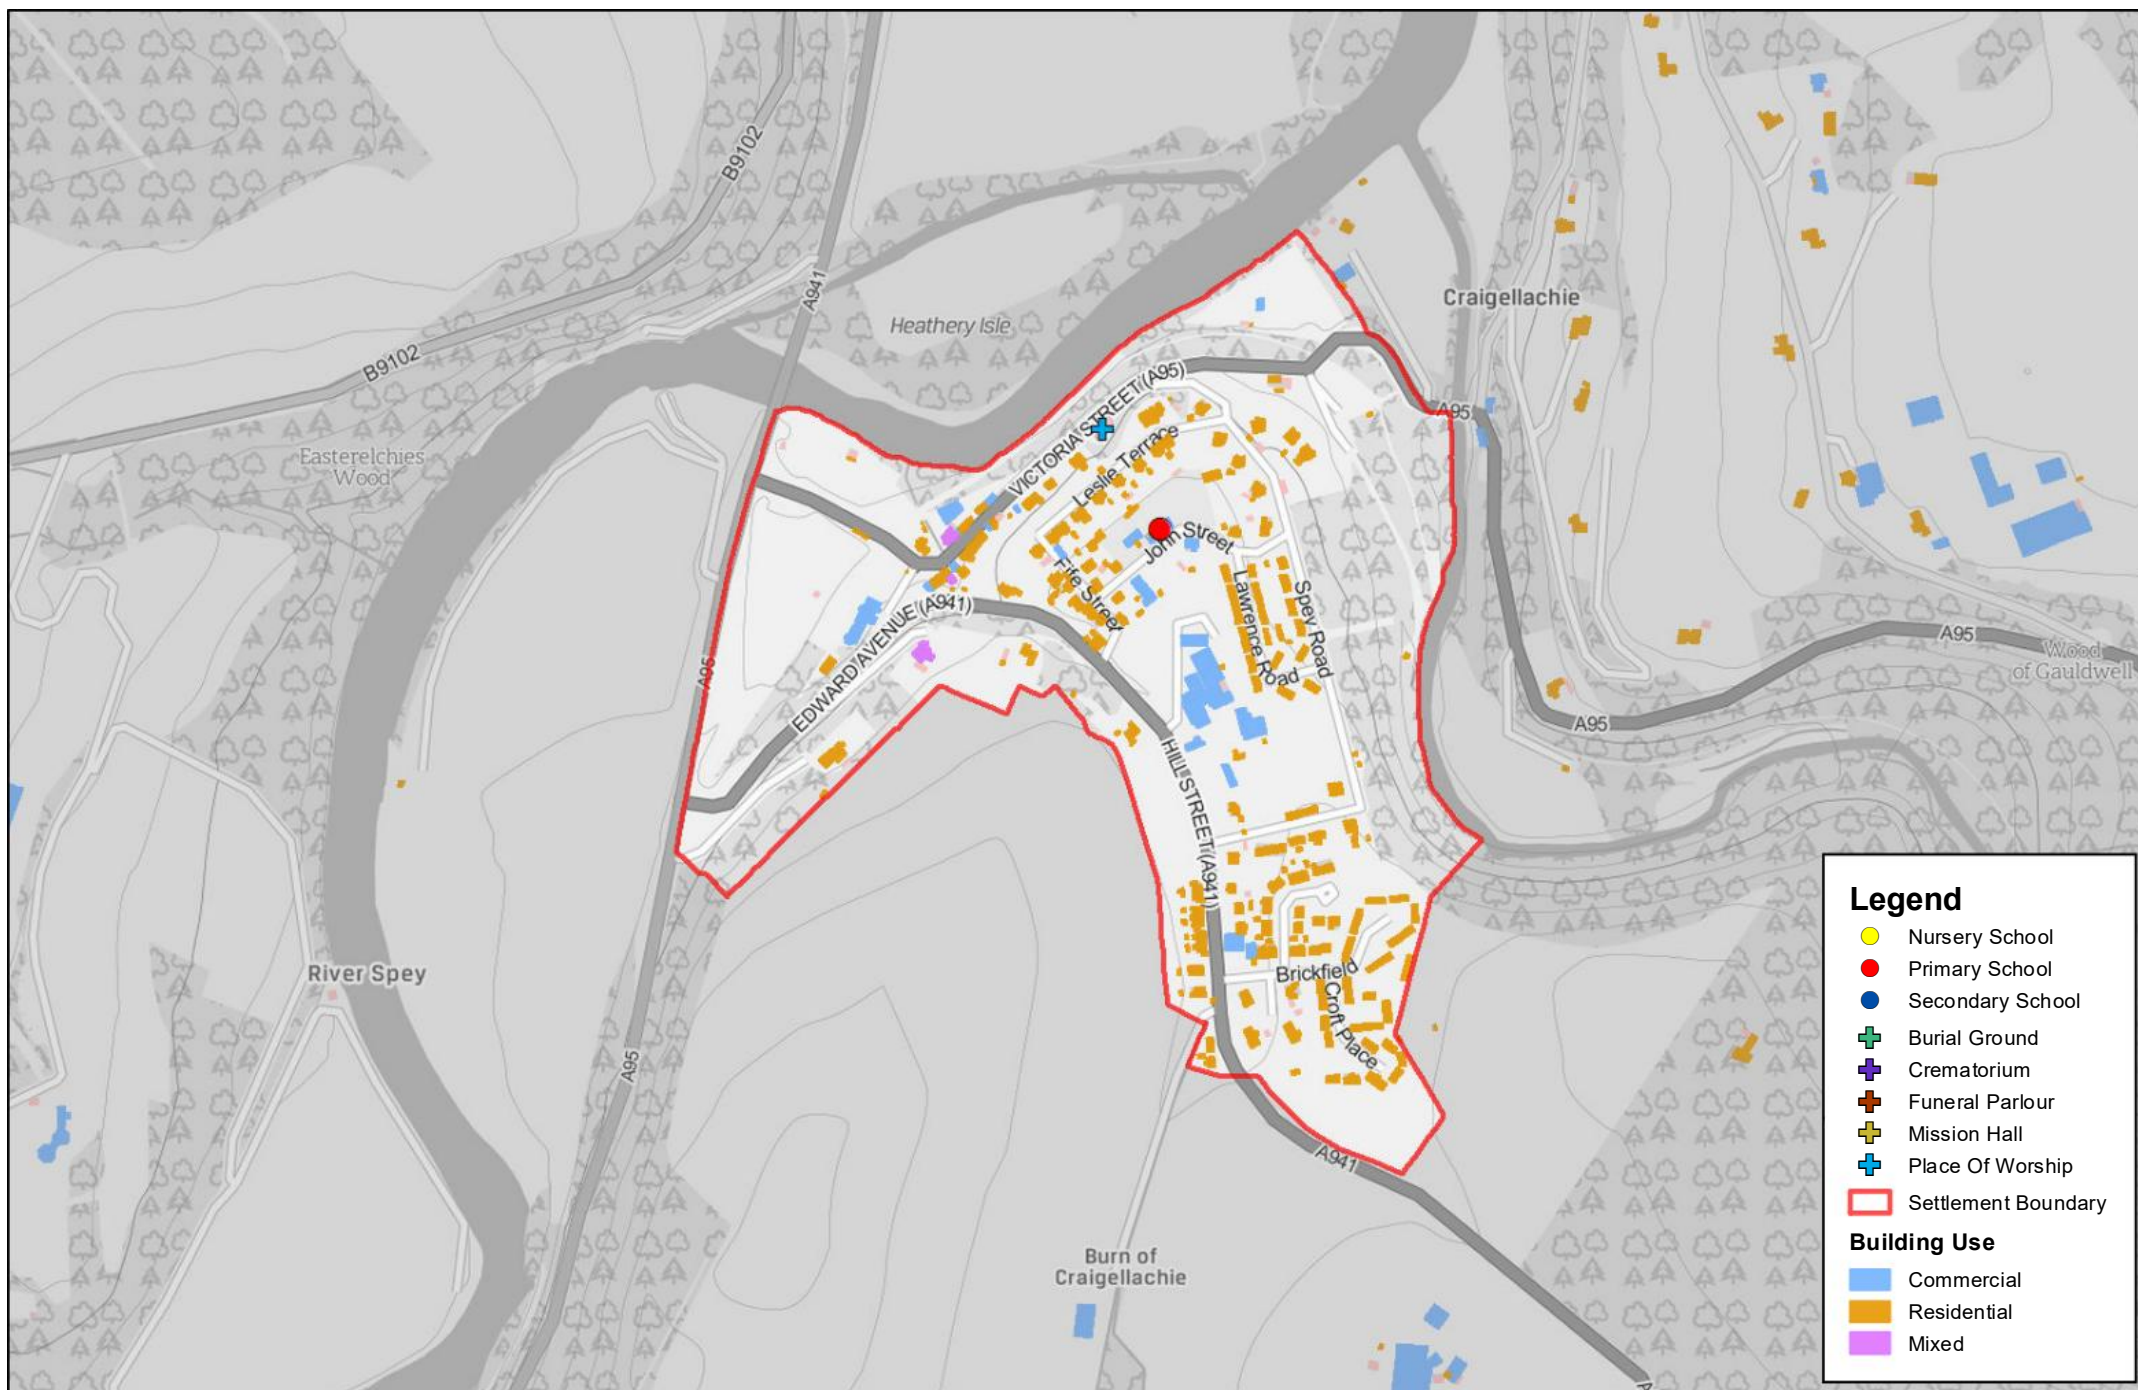 B9102
A941
Craigellachie
Heathery Isle
B9102
VICTORIA STREET (A95)
A95
Easterelchies
Wood
Leslie Terrace
John Street
Fife Street
Lawrence Road
Spey Road
EDWARD AVENUE (A941)
A95
A95
Wood
of Gauldwell
A95
HILL STREET (A941)
River Spey
Brickfield
Croft Place
A95
A941
Burn of
Craigellachie
A
Legend
Nursery School
Primary School
Secondary School
Burial Ground
Crematorium
Funeral Parlour
Mission Hall
Place Of Worship
Settlement Boundary
Building Use
Commercial
Residential
Mixed